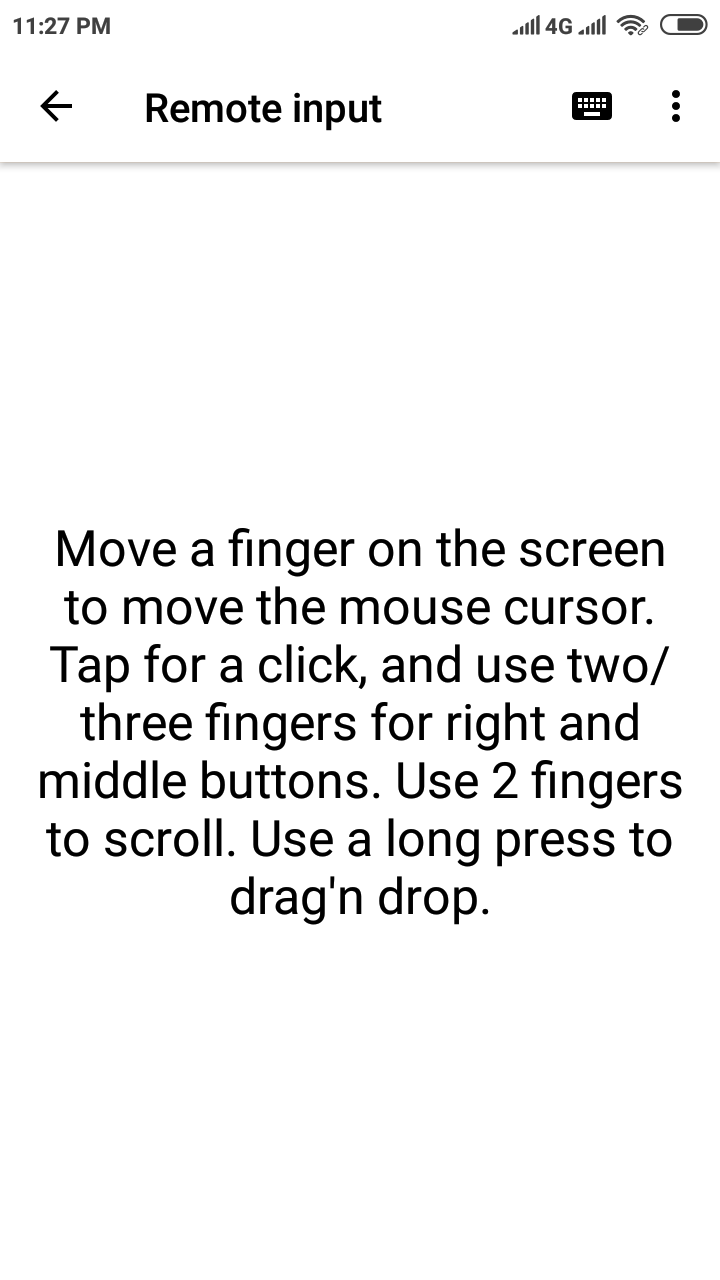 11:27 PM 4G
Remote input
Move a finger on the screen
to move the mouse cursor.
Tap for a click, and use two/
three fingers for right and
middle buttons. Use 2 fingers
to scroll. Use a long press to
drag'n drop.